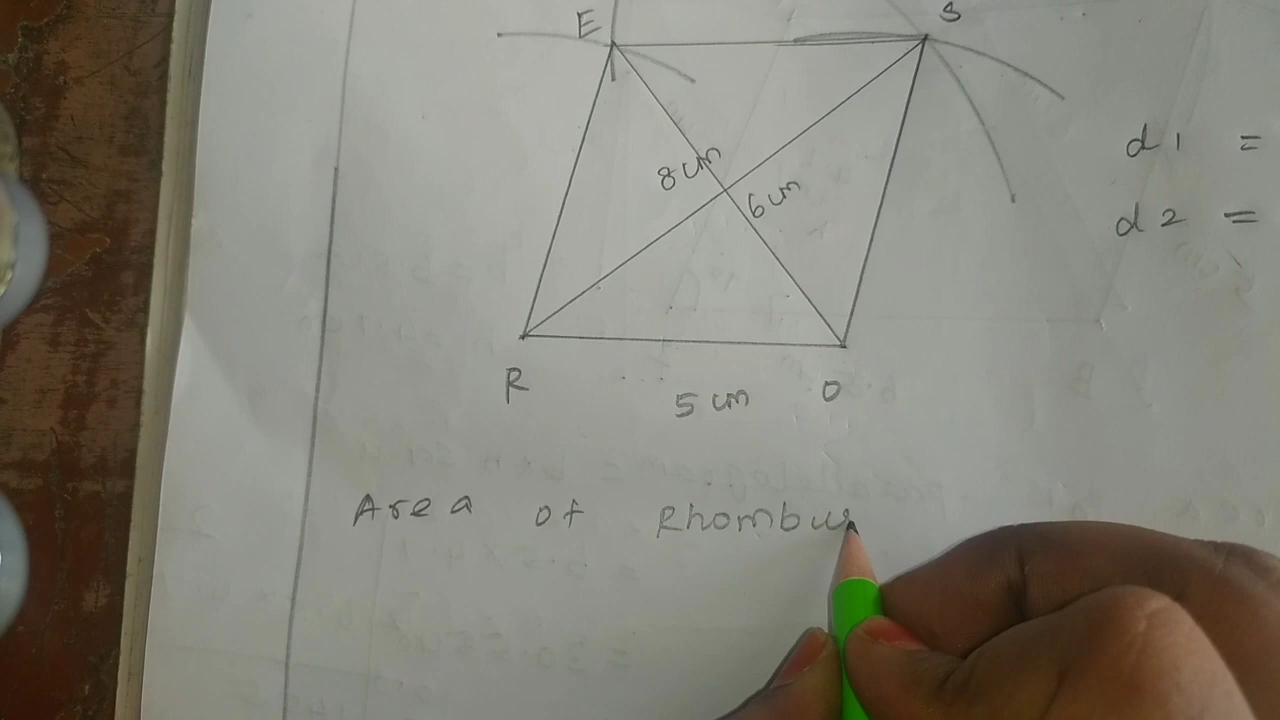 E S
8 cm
d1 =
6 cm
d2 =
R O
5 cm
Area of Rhombus